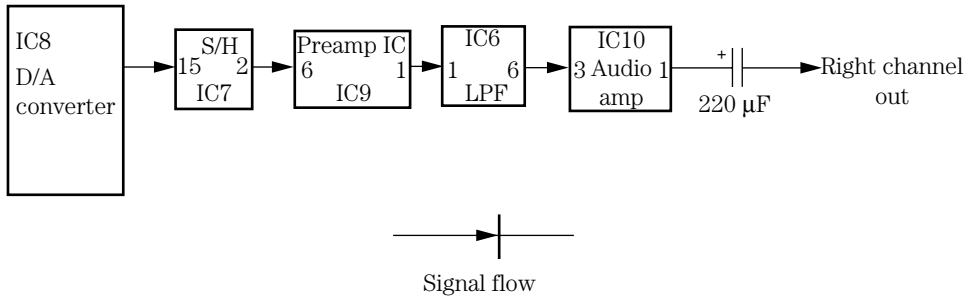 IC8
D/A
converter
S/H
15 2
IC7
Preamp IC
6 1
IC9
IC6
1 6
LPF
IC10
3 Audio 1
amp
+
220 µF
Right channel
out
Signal flow